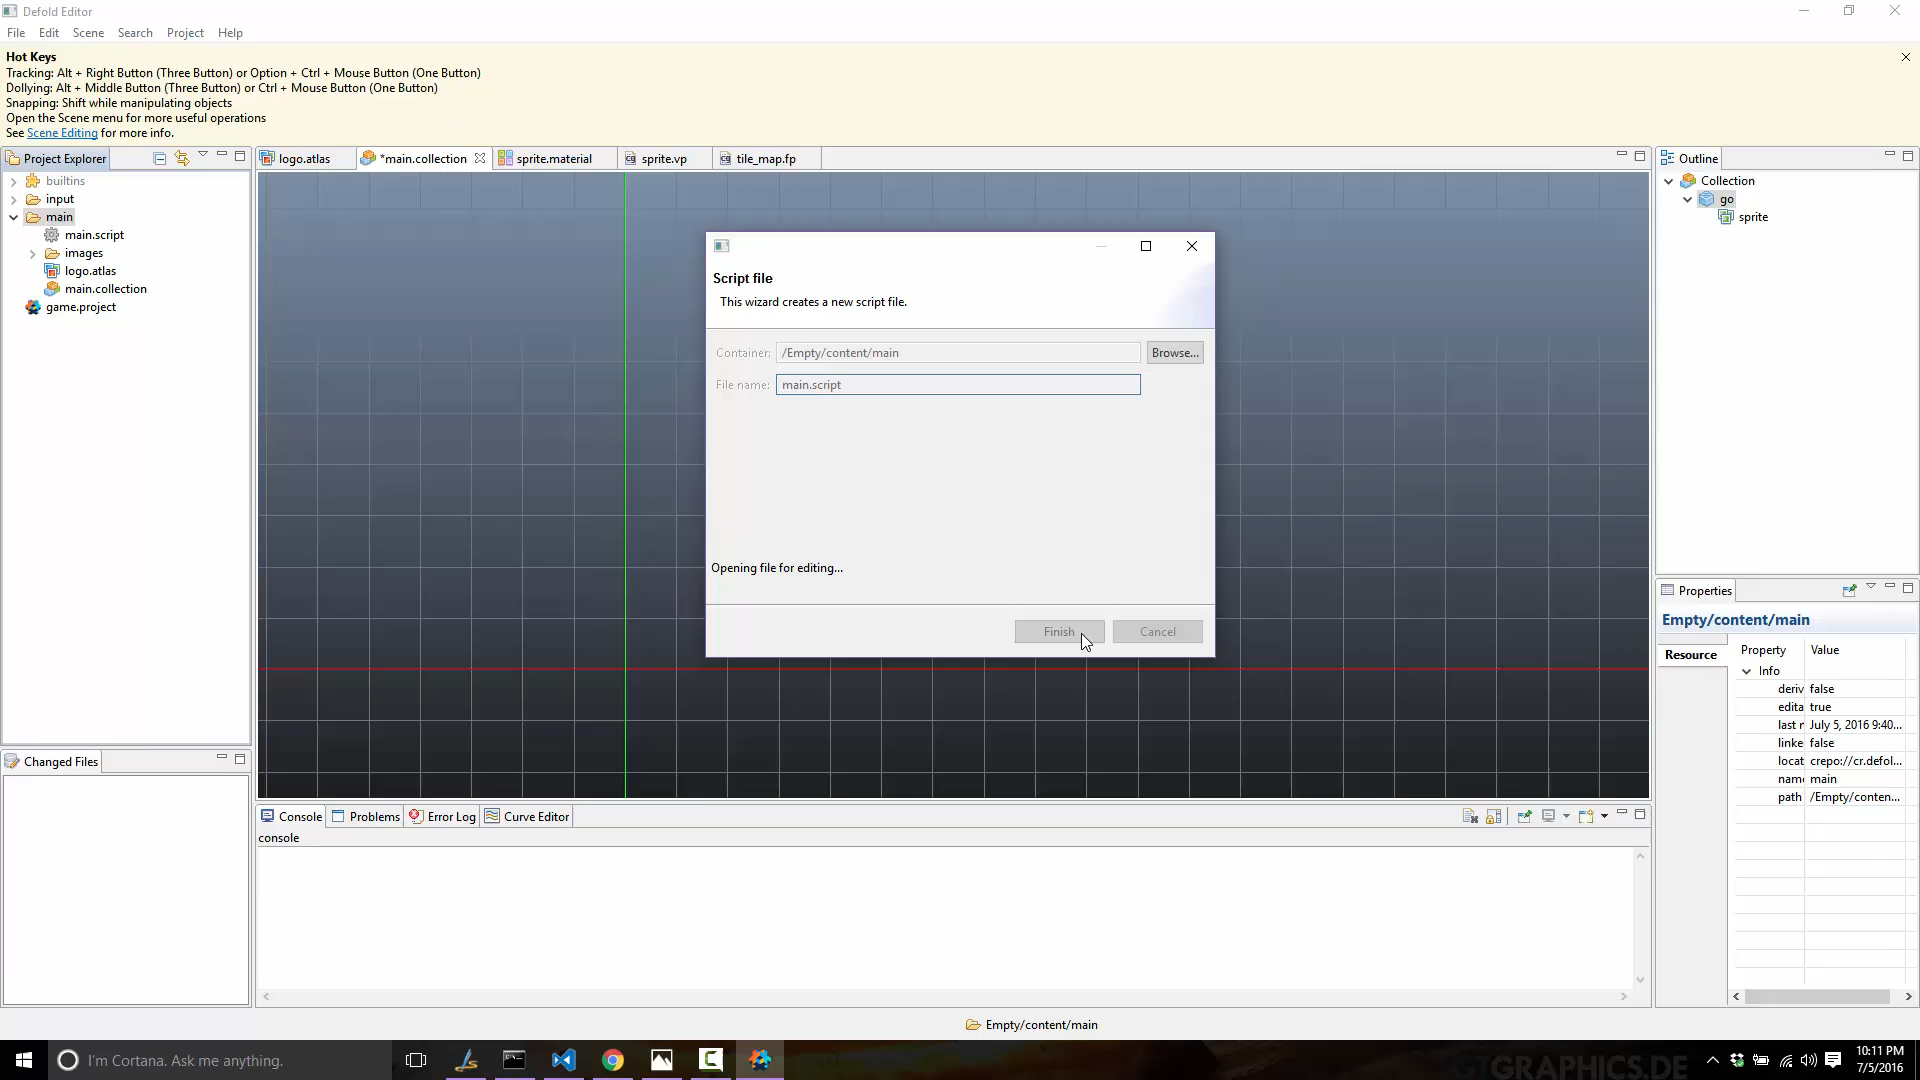 Defold Editor
File Edit Scene Search Project Help
Hot Keys
Tracking: Alt + Right Button (Three Button) or Option + Ctrl + Mouse Button (One Button)
Dollying: Alt + Middle Button (Three Button) or Ctrl + Mouse Button (One Button)
Snapping: Shift while manipulating objects
Open the Scene menu for more useful operations
See Scene Editing for more info.
Project Explorer
builtins
input
main
main.script
images
logo.atlas
main.collection
game.project
Changed Files
logo.atlas *main.collection sprite.material sprite.vp tile_map.fp
Script file
This wizard creates a new script file.
Container: /Empty/content/main Browse...
File name: main.script
Opening file for editing...
Finish Cancel
Console Problems Error Log Curve Editor
console
Outline
Collection
go
sprite
Properties
Empty/content/main
Resource
Property Value
Info
deriv false
edita true
last r July 5, 2016 9:40...
linke false
locat crepo://cr.defol...
name main
path /Empty/conten...
Empty/content/main
I'm Cortana. Ask me anything.
GTGRAPHICS.DE
10:11 PM
7/5/2016